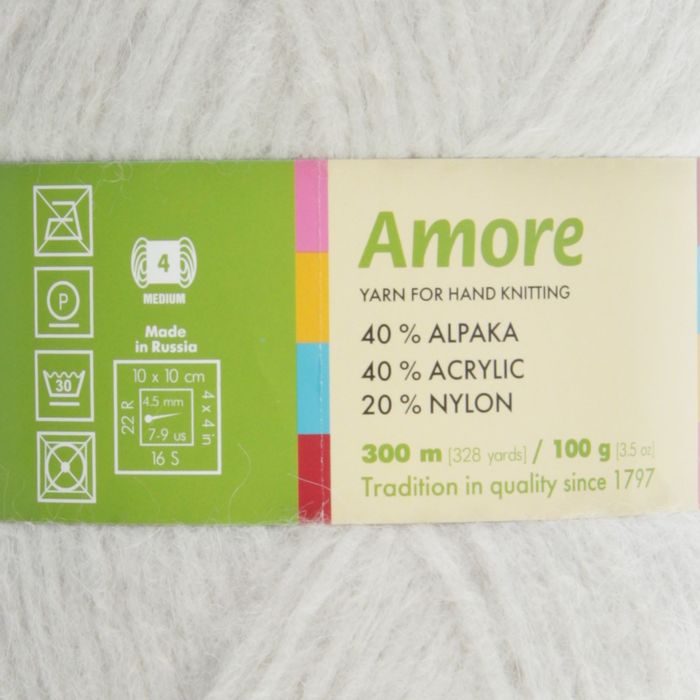 P
30
4
MEDIUM
Made
in Russia
10 x 10 cm
22 R
4.5 mm
7-9 us
4 x 4 in
16 S
Amore
YARN FOR HAND KNITTING
40 % ALPAKA
40 % ACRYLIC
20 % NYLON
300 m [328 yards] / 100 g [3.5 oz]
Tradition in quality since 1797